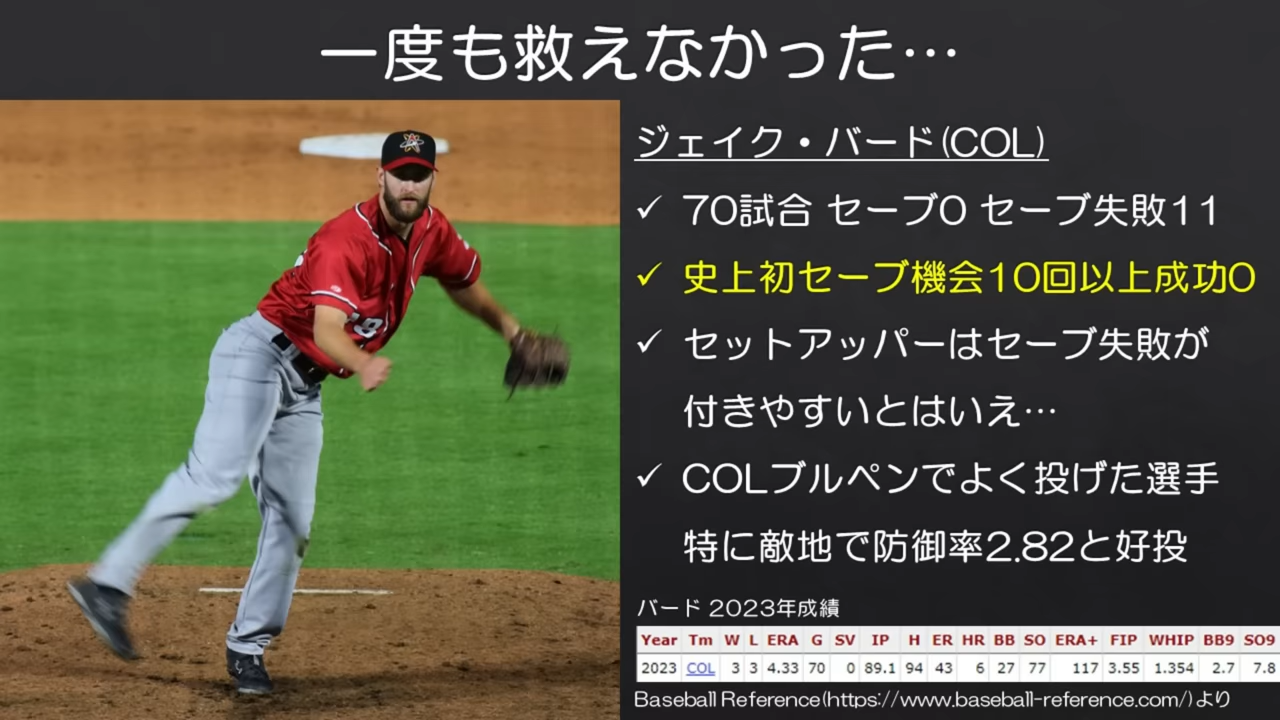 一度も救えなかった…
ジェイク・バード(COL)
✓ 70試合 セーブ0 セーブ失敗11
✓ 史上初セーブ機会10回以上成功0
✓ セットアッパーはセーブ失敗が
付きやすいとはいえ…
✓ COLブルペンでよく投げた選手
特に敵地で防御率2.82と好投
バード 2023年成績
Year Tm W L ERA G SV IP H ER HR BB SO ERA+ FIP WHIP BB9 SO9
2023 COL 3 3 4.33 70 0 89.1 94 43 6 27 77 117 3.55 1.354 2.7 7.8
Baseball Reference(https://www.baseball-reference.com/)より